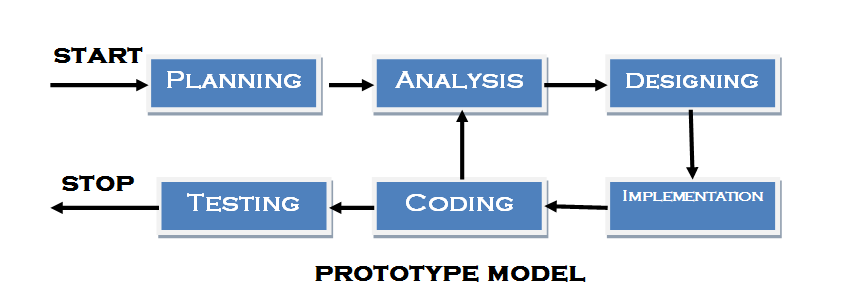 START
PLANNING
ANALYSIS
DESIGNING
STOP
TESTING
CODING
IMPLEMENTATION
PROTOTYPE MODEL